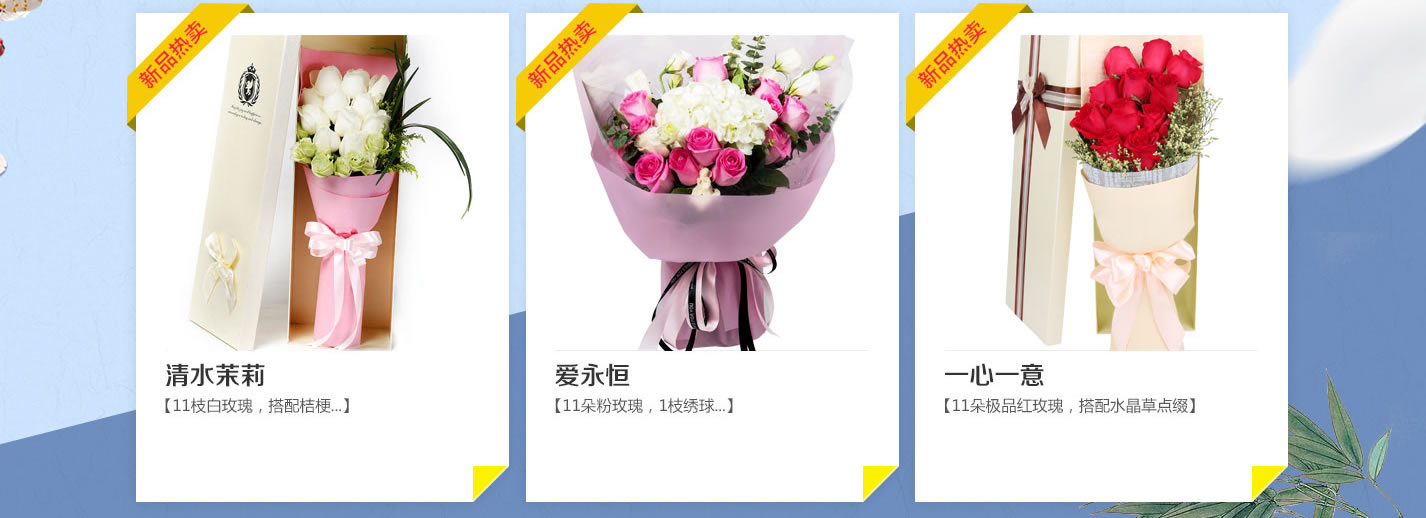 新品热卖
新品热卖
新品热卖
清水茉莉
【11枝白玫瑰，搭配桔梗...】
爱永恒
【11朵粉玫瑰，1枝绣球...】
一心一意
【11朵极品红玫瑰，搭配水晶草点缀】